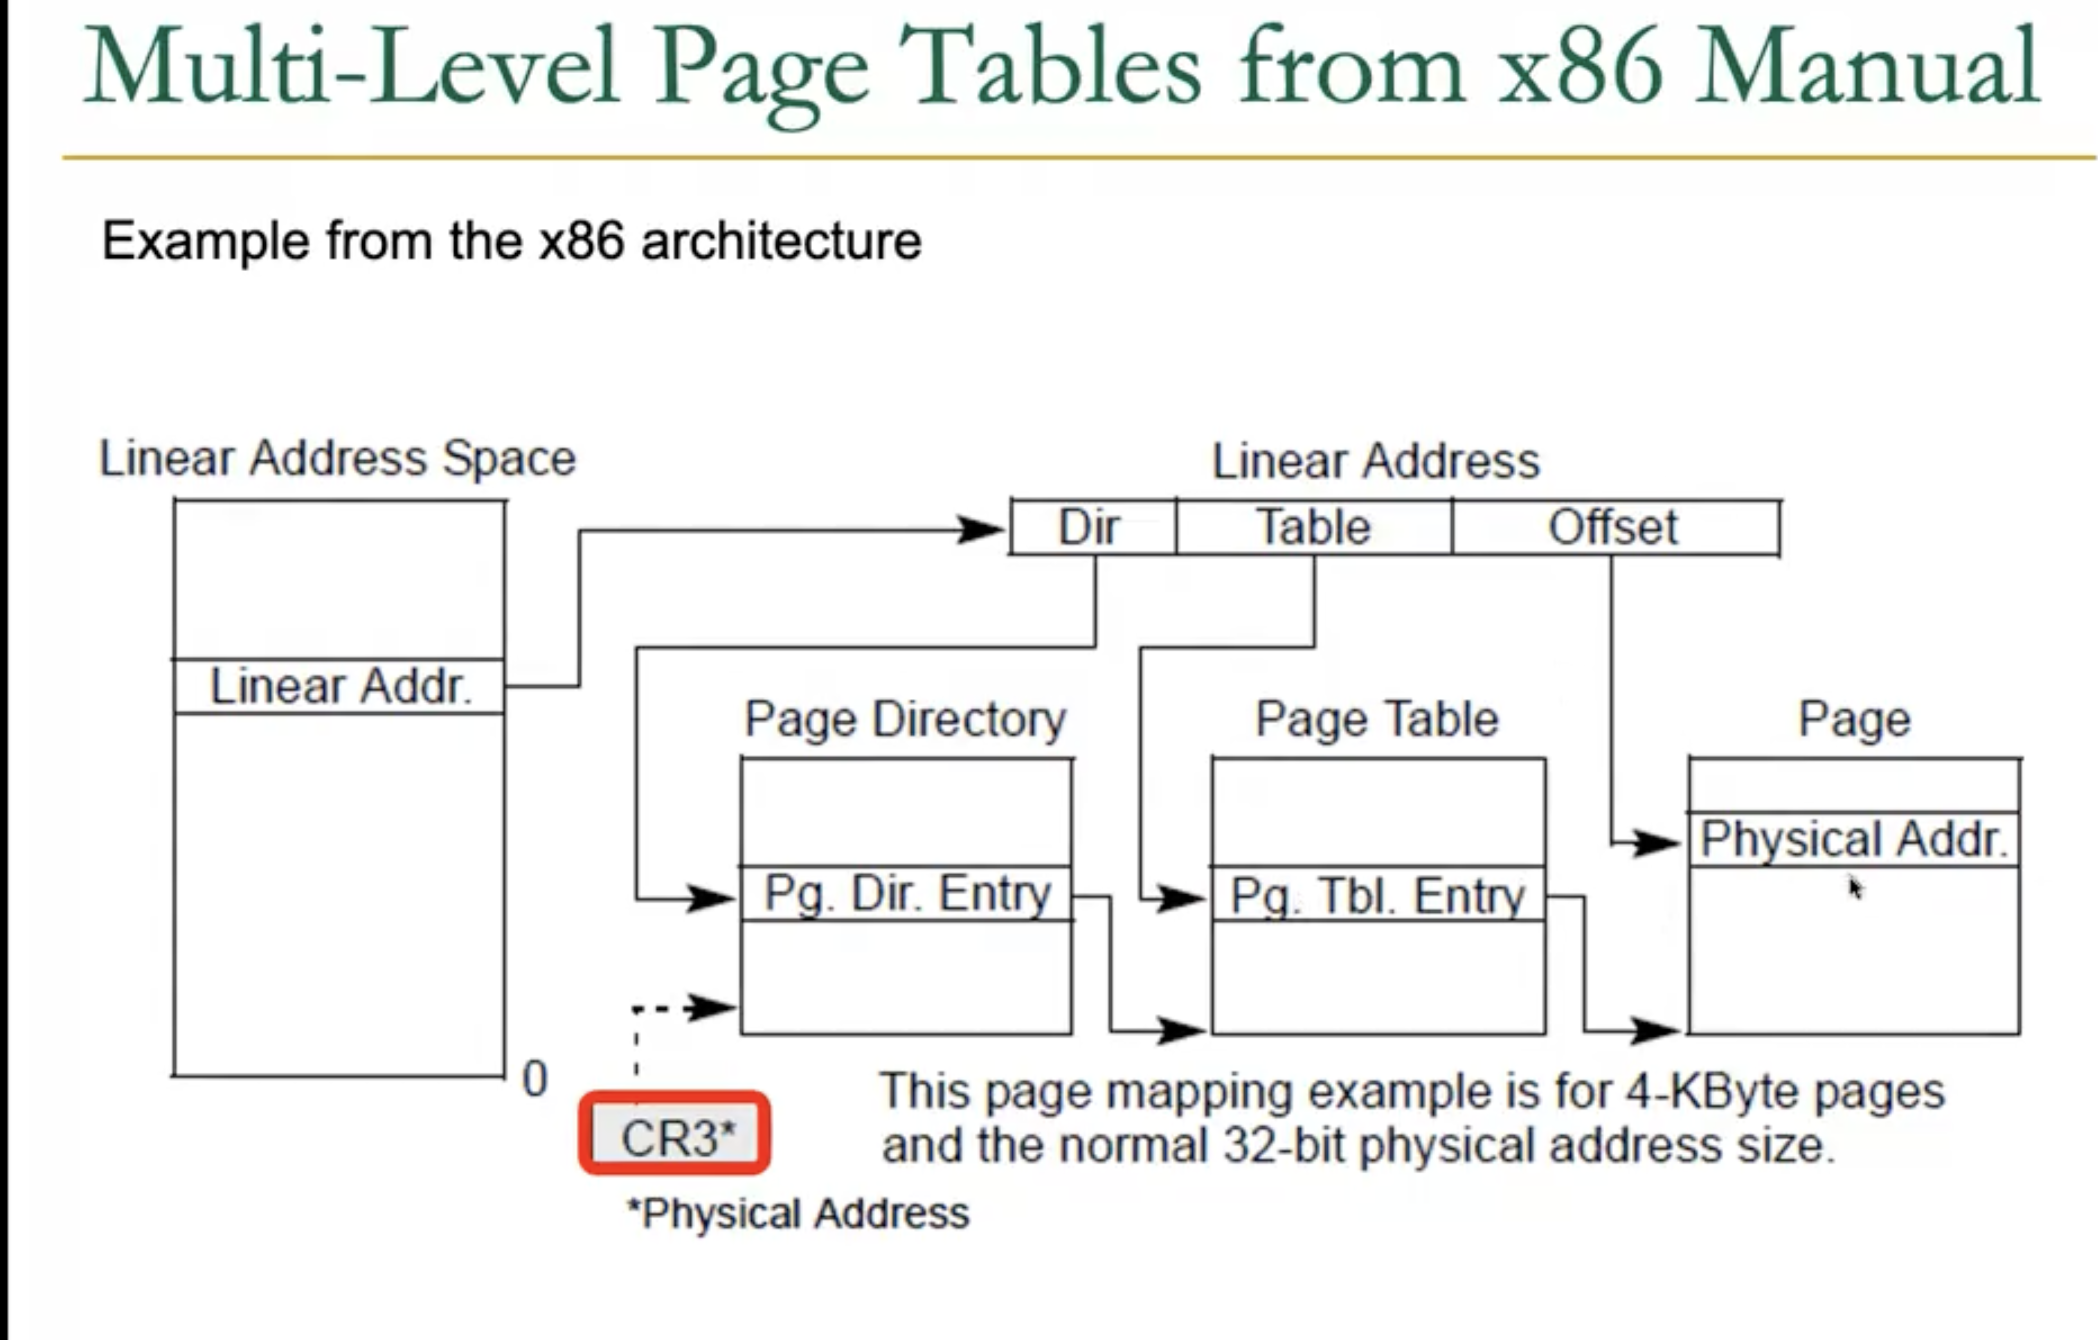 Multi-Level Page Tables from x86 Manual
Example from the x86 architecture
Linear Address Space
Linear Address
Dir
Table
Offset
Linear Addr.
Page Directory
Page Table
Page
Physical Addr.
Pg. Dir. Entry
Pg. Tbl. Entry
0
CR3*
This page mapping example is for 4-KByte pages
and the normal 32-bit physical address size.
*Physical Address